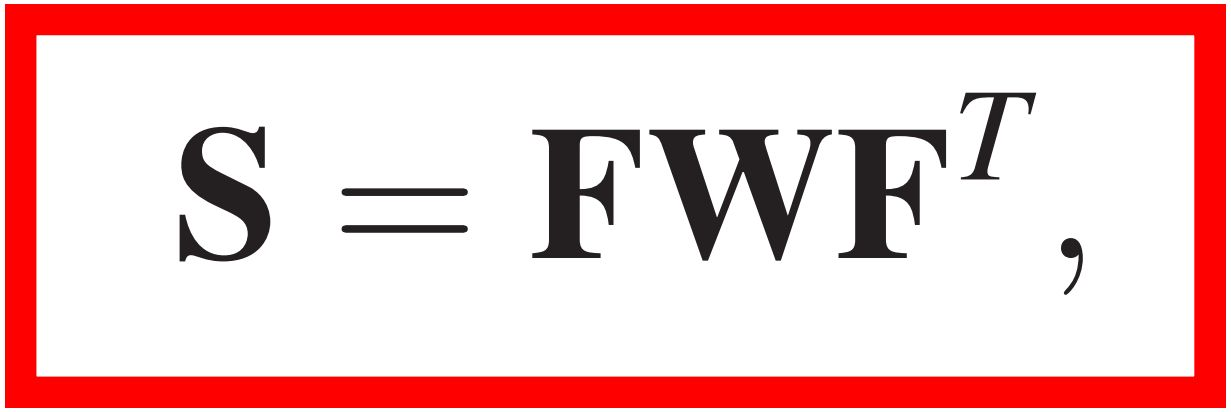 S = FWF^T,